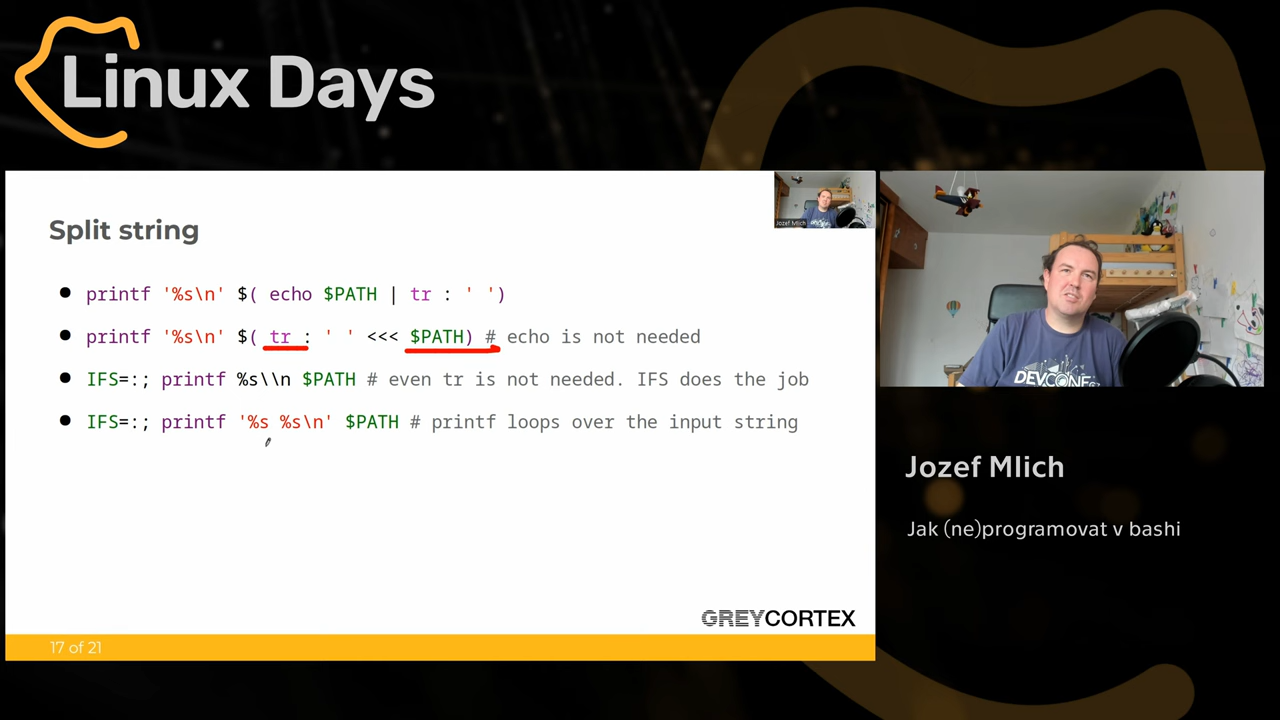 Linux Days
Split string
printf '%s\n' $( echo $PATH | tr : ' ')
printf '%s\n' $( tr : ' ' <<< $PATH) # echo is not needed
IFS=:; printf %s\\n $PATH # even tr is not needed. IFS does the job
IFS=:; printf '%s %s\n' $PATH # printf loops over the input string
GREYCORTEX
17 of 21
Jozef Mlich
DEVCONF
Jozef Mlich
Jak (ne)programovat v bashi